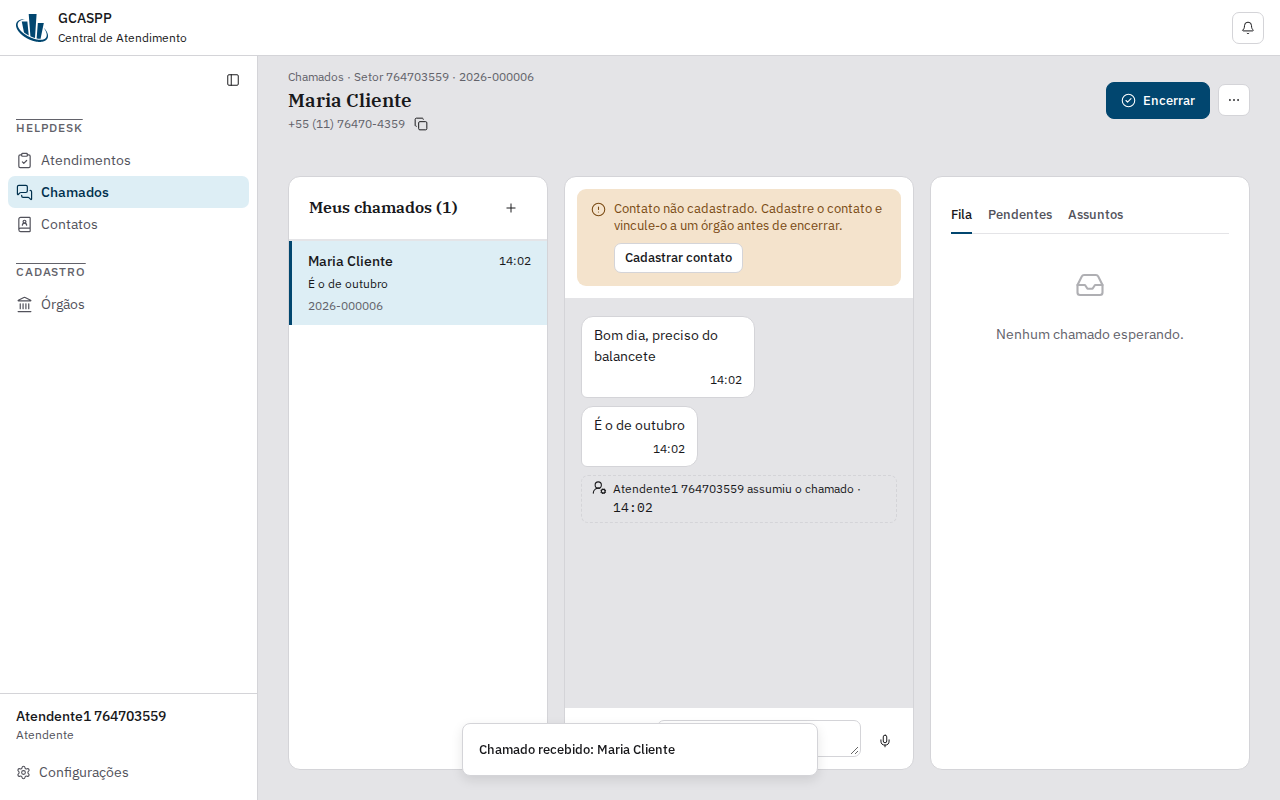 GCASPP
Central de Atendimento
HELPDESK
Atendimentos
Chamados
Contatos
CADASTRO
Órgãos
Atendente1 764703559
Atendente
Configurações
Chamados · Setor 764703559 · 2026-000006
Maria Cliente
+55 (11) 76470-4359
Encerrar
Meus chamados (1)
Maria Cliente 14:02
É o de outubro
2026-000006
Contato não cadastrado. Cadastre o contato e
vincule-o a um órgão antes de encerrar.
Cadastrar contato
Bom dia, preciso do
balancete
14:02
É o de outubro
14:02
Atendente1 764703559 assumiu o chamado ·
14:02
Chamado recebido: Maria Cliente
Fila Pendentes Assuntos
Nenhum chamado esperando.